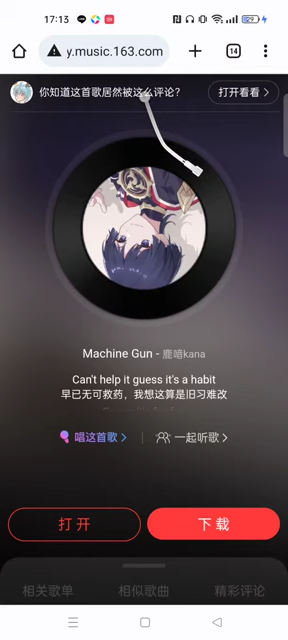 17:13
y.music.163.com
14
你知道这首歌居然被这么评论?
打开看看
Machine Gun - 鹿喑kana
Can't help it guess it's a habit
早已无可救药，我想这算是旧习难改
唱这首歌
一起听歌
打开
下载
相关歌单
相似歌曲
精彩评论